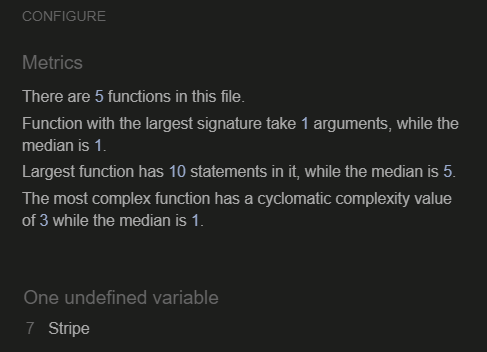 CONFIGURE
Metrics
There are 5 functions in this file.
Function with the largest signature take 1 arguments, while the
median is 1.
Largest function has 10 statements in it, while the median is 5.
The most complex function has a cyclomatic complexity value
of 3 while the median is 1.
One undefined variable
7 Stripe